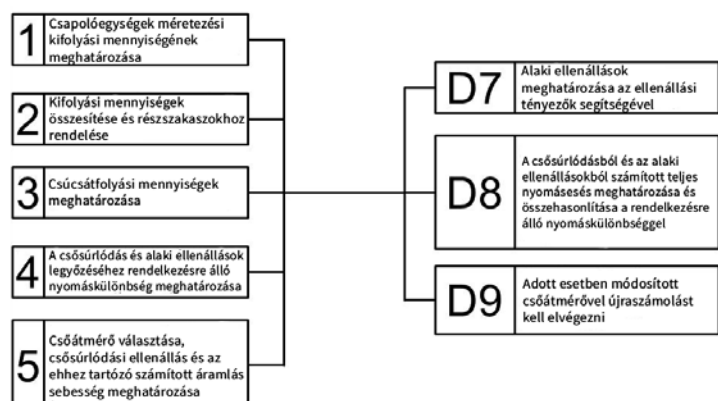 1
Csapolóegységek méretezési
kifolyási mennyiségének
meghatározása
2
Kifolyási mennyiségek
összesítése és részszakaszokhoz
rendelése
3
Csúcsátfolyási mennyiségek
meghatározása
4
A csősúrlódás és alaki ellenállások
legyőzéséhez rendelkezésre álló
nyomáskülönbség meghatározása
5
Csőátmérő választása,
csősúrlódási ellenállás és az
ehhez tartózó számított áramlás
sebesség meghatározása
D7
Alaki ellenállások
meghatározása az ellenállási
tényezők segítségével
D8
A csősúrlódásból és az alaki
ellenállásokból számított teljes
nyomásesés meghatározása és
összehasonlítása a rendelkezésre
álló nyomáskülönbséggel
D9
Adott esetben módosított
csőátmérővel újraszámolást
kell elvégezni